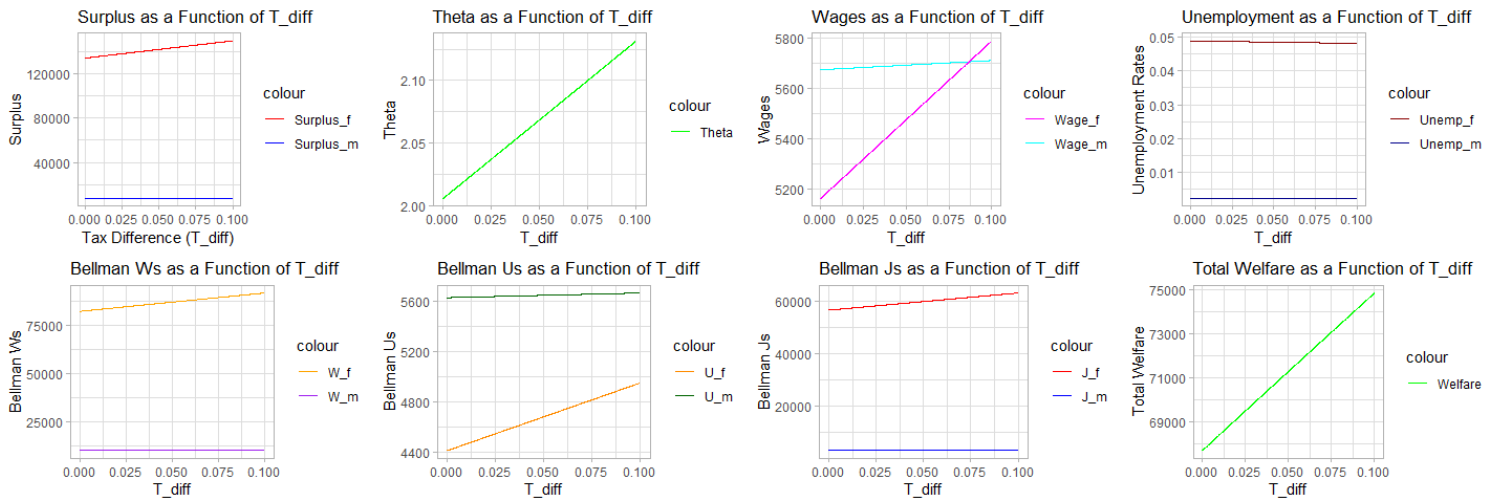 Surplus as a Function of T_diff
Surplus
120000
80000
40000
0.000 0.025 0.050 0.075 0.100
Tax Difference (T_diff)
colour
Surplus_f
Surplus_m
Theta as a Function of T_diff
Theta
2.10
2.05
2.00
0.000 0.025 0.050 0.075 0.100
T_diff
colour
Theta
Wages as a Function of T_diff
Wages
5800
5600
5400
5200
0.000 0.025 0.050 0.075 0.100
T_diff
colour
Wage_f
Wage_m
Unemployment as a Function of T_diff
Unemployment Rates
0.05
0.04
0.03
0.02
0.01
0.000 0.025 0.050 0.075 0.100
T_diff
colour
Unemp_f
Unemp_m
Bellman Ws as a Function of T_diff
Bellman Ws
75000
50000
25000
0.000 0.025 0.050 0.075 0.100
T_diff
colour
W_f
W_m
Bellman Us as a Function of T_diff
Bellman Us
5600
5200
4800
4400
0.000 0.025 0.050 0.075 0.100
T_diff
colour
U_f
U_m
Bellman Js as a Function of T_diff
Bellman Js
60000
40000
20000
0.000 0.025 0.050 0.075 0.100
T_diff
colour
J_f
J_m
Total Welfare as a Function of T_diff
Total Welfare
75000
73000
71000
69000
0.000 0.025 0.050 0.075 0.100
T_diff
colour
Welfare